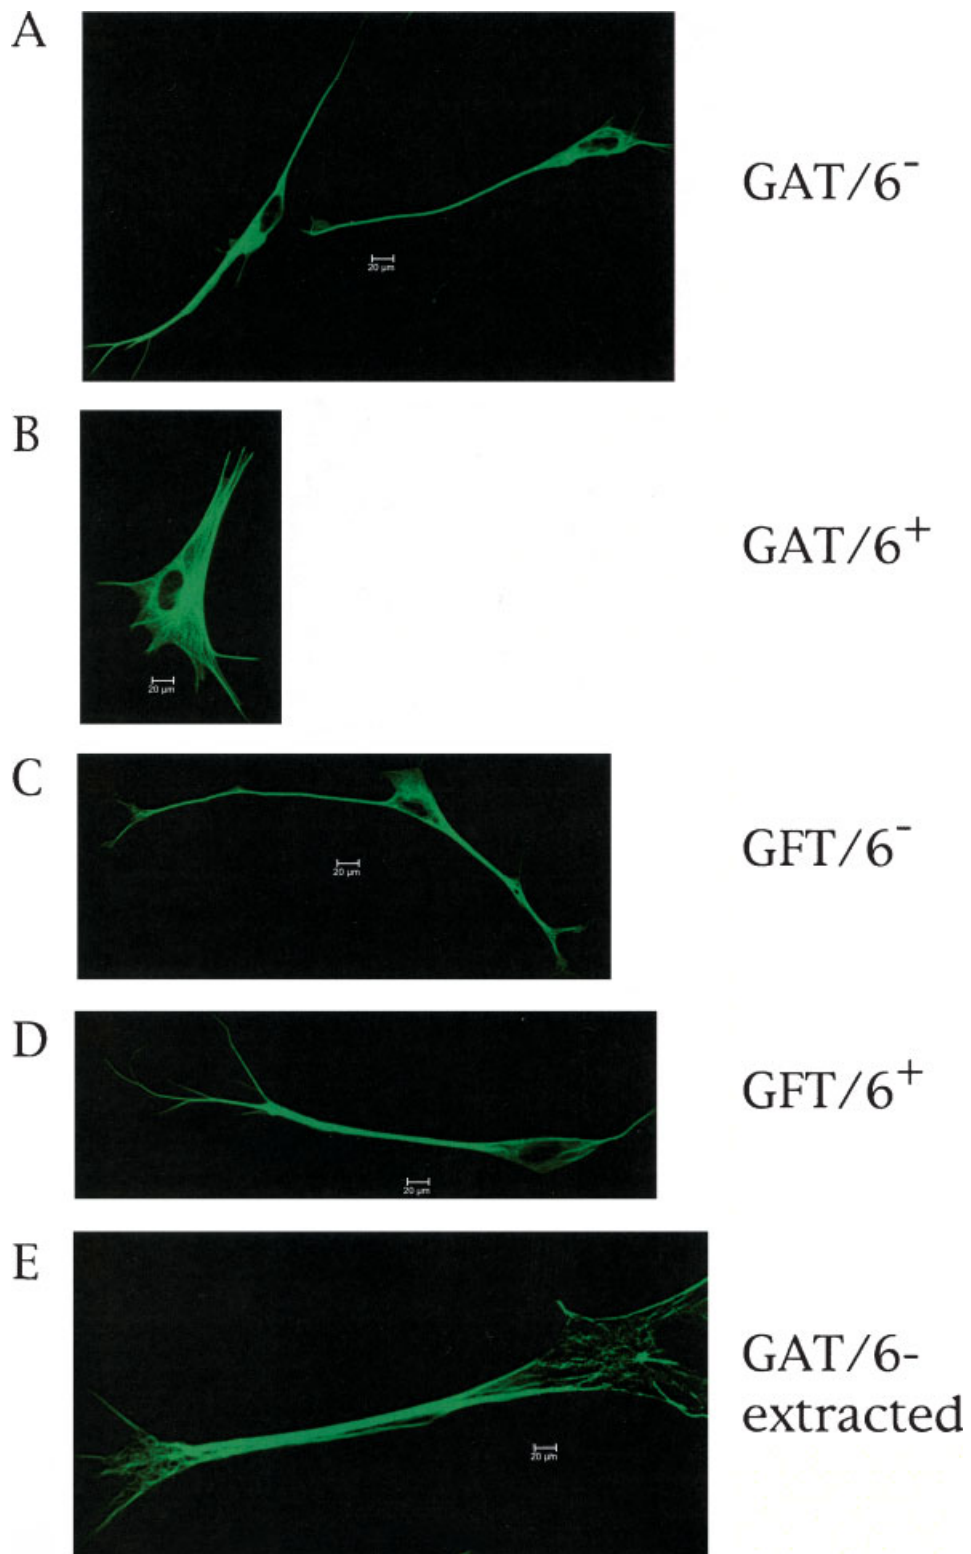 A
GAT/6⁻
20 µm
B
GAT/6⁺
20 µm
C
GFT/6⁻
20 µm
D
GFT/6⁺
20 µm
E
GAT/6-
extracted
20 µm